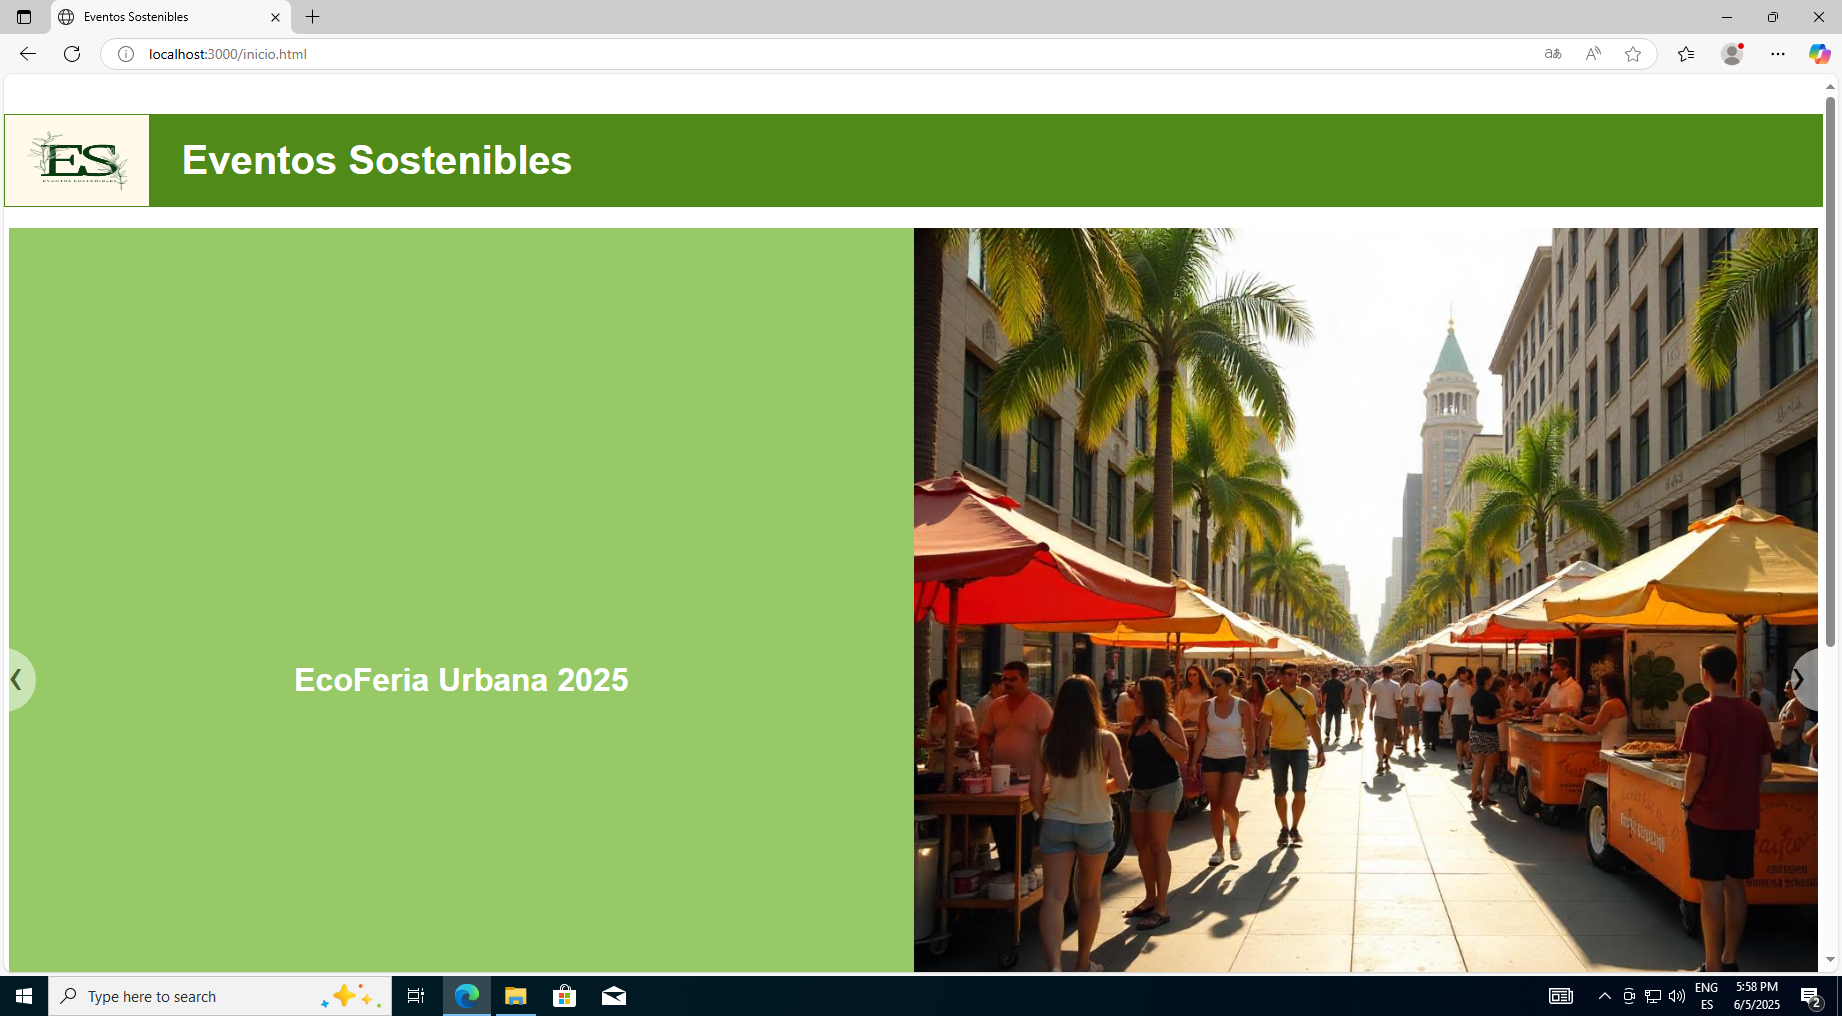 Eventos Sostenibles
localhost:3000/inicio.html
ES
Eventos Sostenibles
EcoFeria Urbana 2025
Type here to search
ENG
ES
5:58 PM
6/5/2025
2